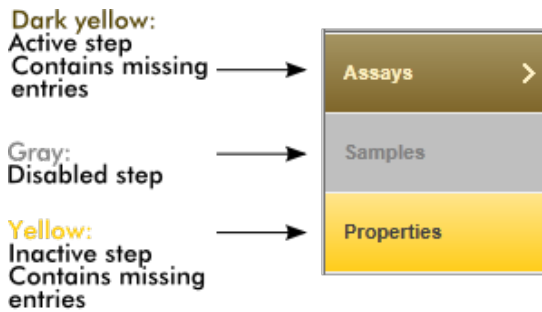 Dark yellow:
Active step
Contains missing
entries
Assays
Gray:
Disabled step
Samples
Yellow:
Inactive step
Contains missing
entries
Properties